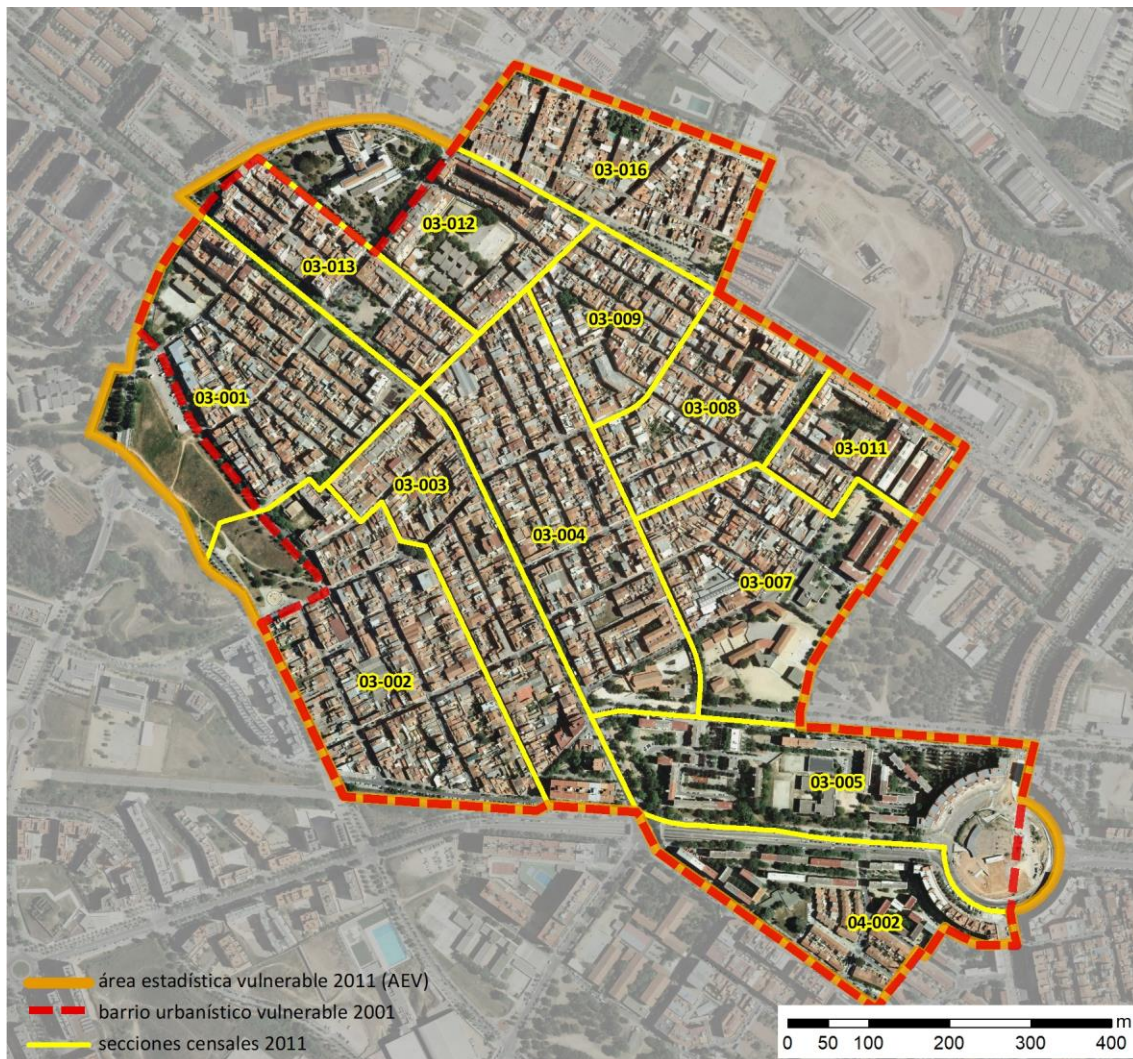 03-016
03-012
03-013
03-009
03-001
03-008
03-011
03-003
03-004
03-007
03-002
03-005
04-002
área estadística vulnerable 2011 (AEV)
barrio urbanístico vulnerable 2001
secciones censales 2011
m
0 50 100 200 300 400